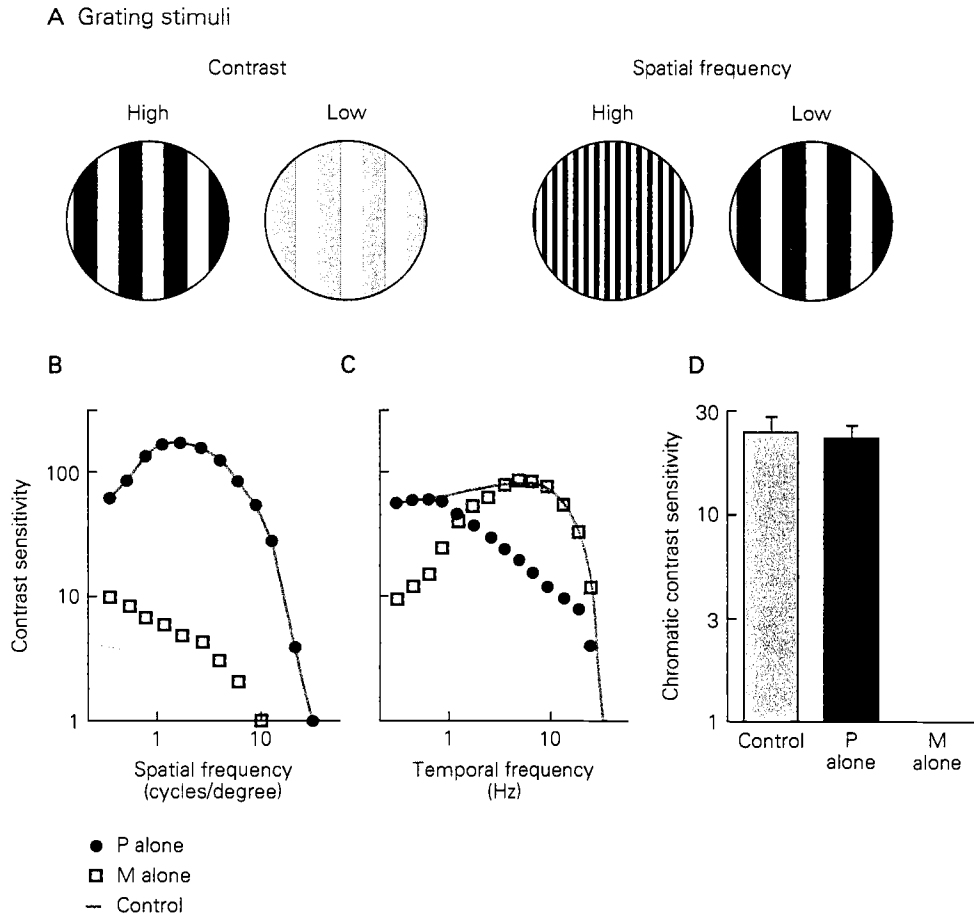 A Grating stimuli
Contrast
Spatial frequency
High
Low
High
Low
B
C
D
Contrast sensitivity
100
10
1
1
10
Spatial frequency
(cycles/degree)
1
10
Temporal frequency
(Hz)
Chromatic contrast sensitivity
30
10
3
1
Control
P
alone
M
alone
P alone
M alone
Control